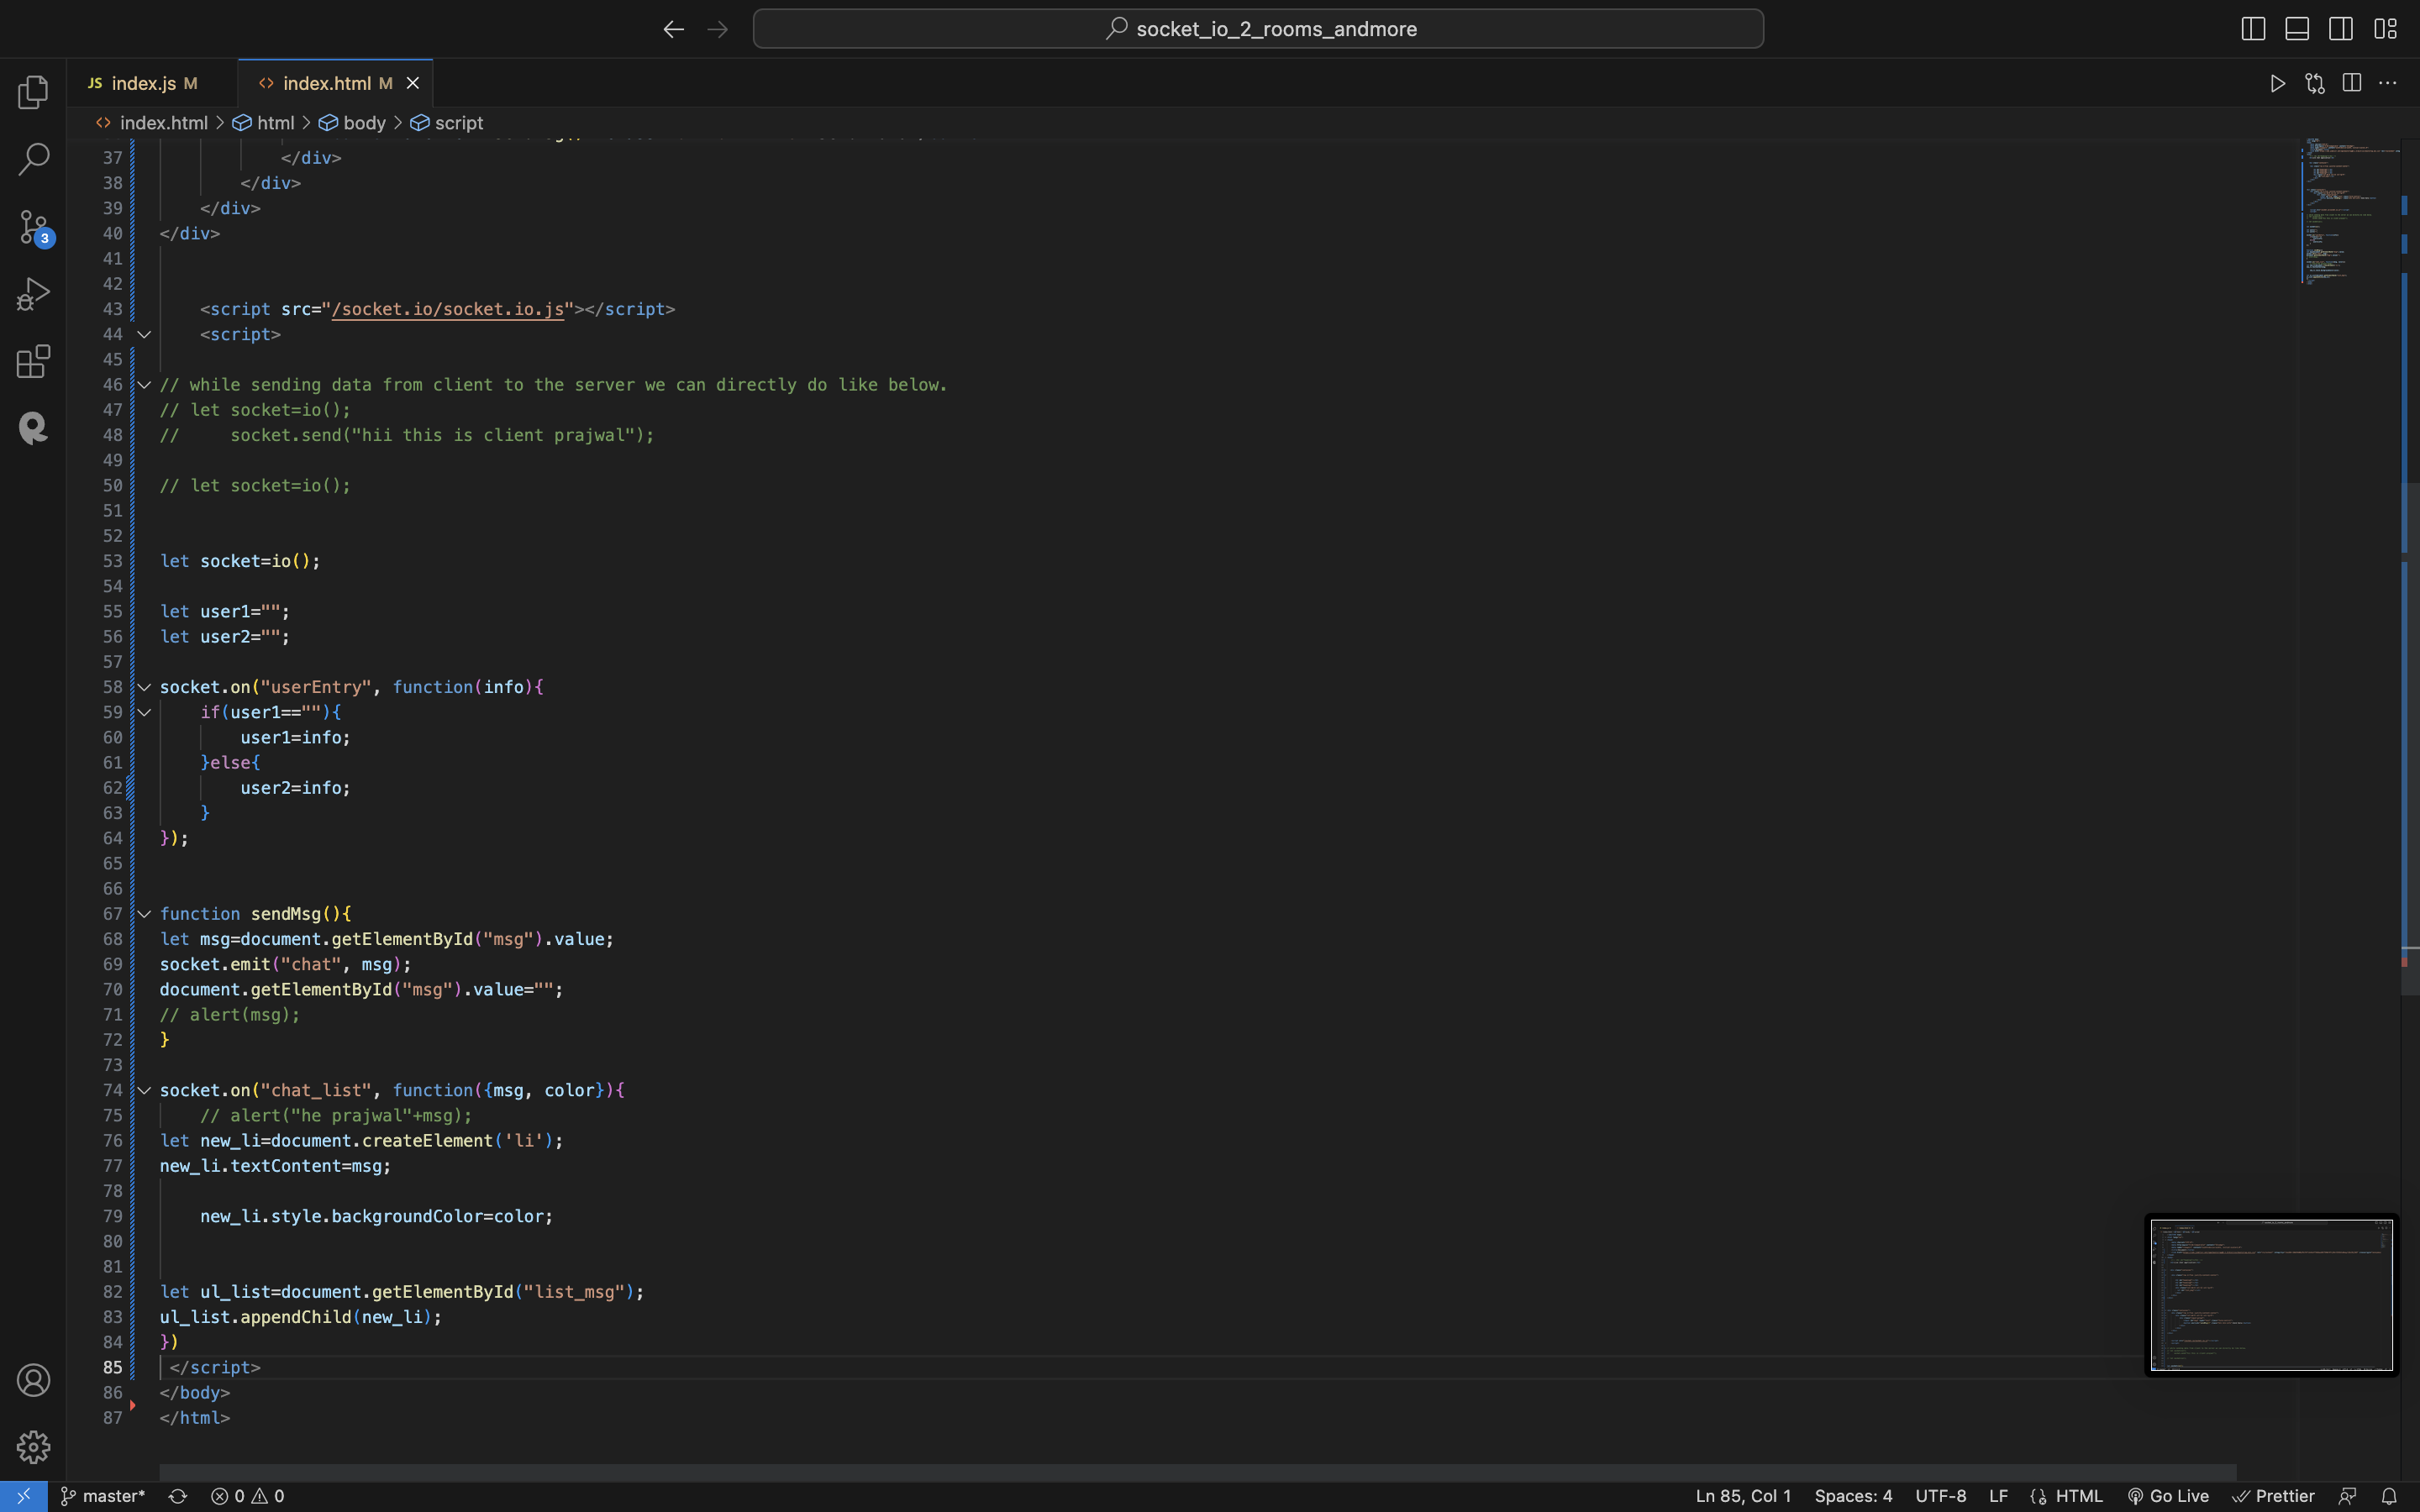 socket_io_2_rooms_andmore
JS index.js M
<> index.html M
<> index.html > html > body > script
37 </div>
38 </div>
39 </div>
40 </div>
41
42
43 <script src="/socket.io/socket.io.js"></script>
44 <script>
45
46 // while sending data from client to the server we can directly do like below.
47 // let socket=io();
48 //     socket.send("hii this is client prajwal");
49
50 // let socket=io();
51
52
53 let socket=io();
54
55 let user1="";
56 let user2="";
57
58 socket.on("userEntry", function(info){
59     if(user1==""){
60         user1=info;
61     }else{
62         user2=info;
63     }
64 });
65
66
67 function sendMsg(){
68 let msg=document.getElementById("msg").value;
69 socket.emit("chat", msg);
70 document.getElementById("msg").value="";
71 // alert(msg);
72 }
73
74 socket.on("chat_list", function({msg, color}){
75     // alert("he prajwal"+msg);
76 let new_li=document.createElement('li');
77 new_li.textContent=msg;
78
79     new_li.style.backgroundColor=color;
80
81
82 let ul_list=document.getElementById("list_msg");
83 ul_list.appendChild(new_li);
84 })
85 </script>
86 </body>
87 </html>
3
master* 0 0 Ln 85, Col 1 Spaces: 4 UTF-8 LF HTML Go Live Prettier